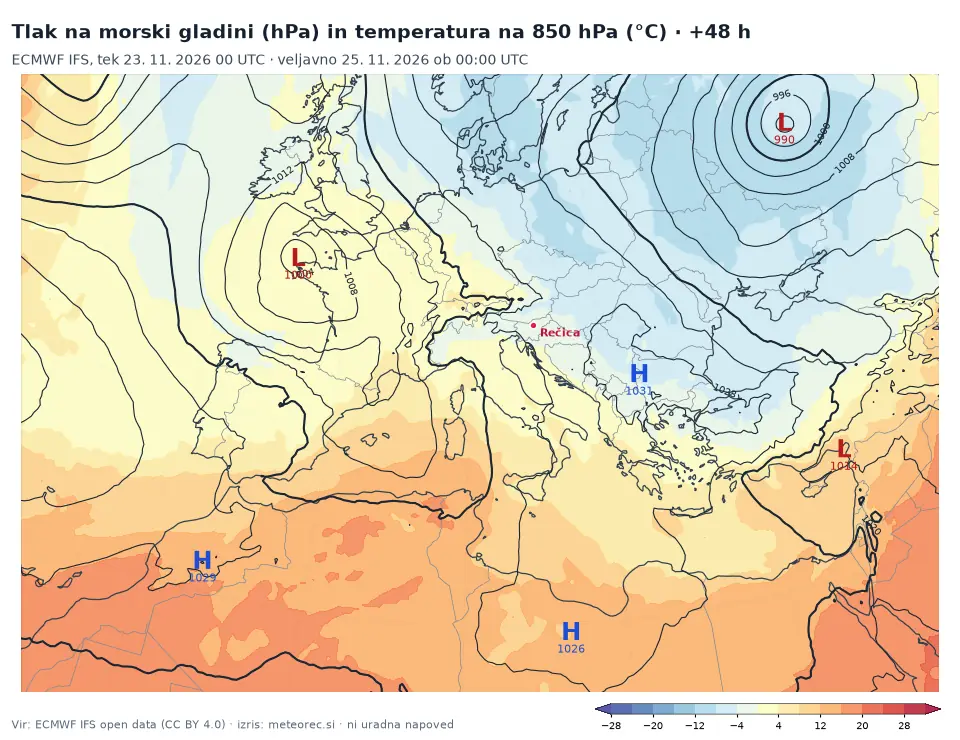 Tlak na morski gladini (hPa) in temperatura na 850 hPa (°C) · +48 h
ECMWF IFS, tek 23. 11. 2026 00 UTC · veljavno 25. 11. 2026 ob 00:00 UTC
996
L
990
1008
1012
L
1008
Rečica
H
1031
L
1014
H
1029
H
1026
Vir: ECMWF IFS open data (CC BY 4.0) · izris: meteorec.si · ni uradna napoved
−28 −20 −12 −4 4 12 20 28